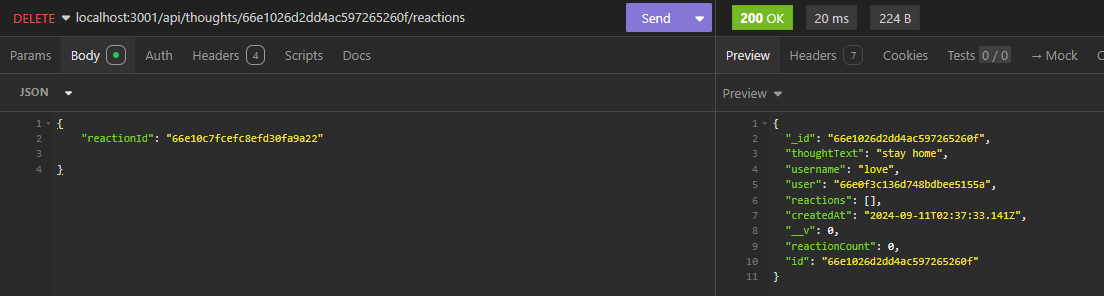 DELETE localhost:3001/api/thoughts/66e1026d2dd4ac597265260f/reactions Send 200 OK 20 ms 224 B
Params Body Auth Headers 4 Scripts Docs Preview Headers 7 Cookies Tests 0 / 0 → Mock C
JSON Preview
1 {
2 "reactionId": "66e10c7fcefc8efd30fa9a22"
3
4 }
1 {
2 "_id": "66e1026d2dd4ac597265260f",
3 "thoughtText": "stay home",
4 "username": "love",
5 "user": "66e0f3c136d748bdbee5155a",
6 "reactions": [],
7 "createdAt": "2024-09-11T02:37:33.141Z",
8 "__v": 0,
9 "reactionCount": 0,
10 "id": "66e1026d2dd4ac597265260f"
11 }